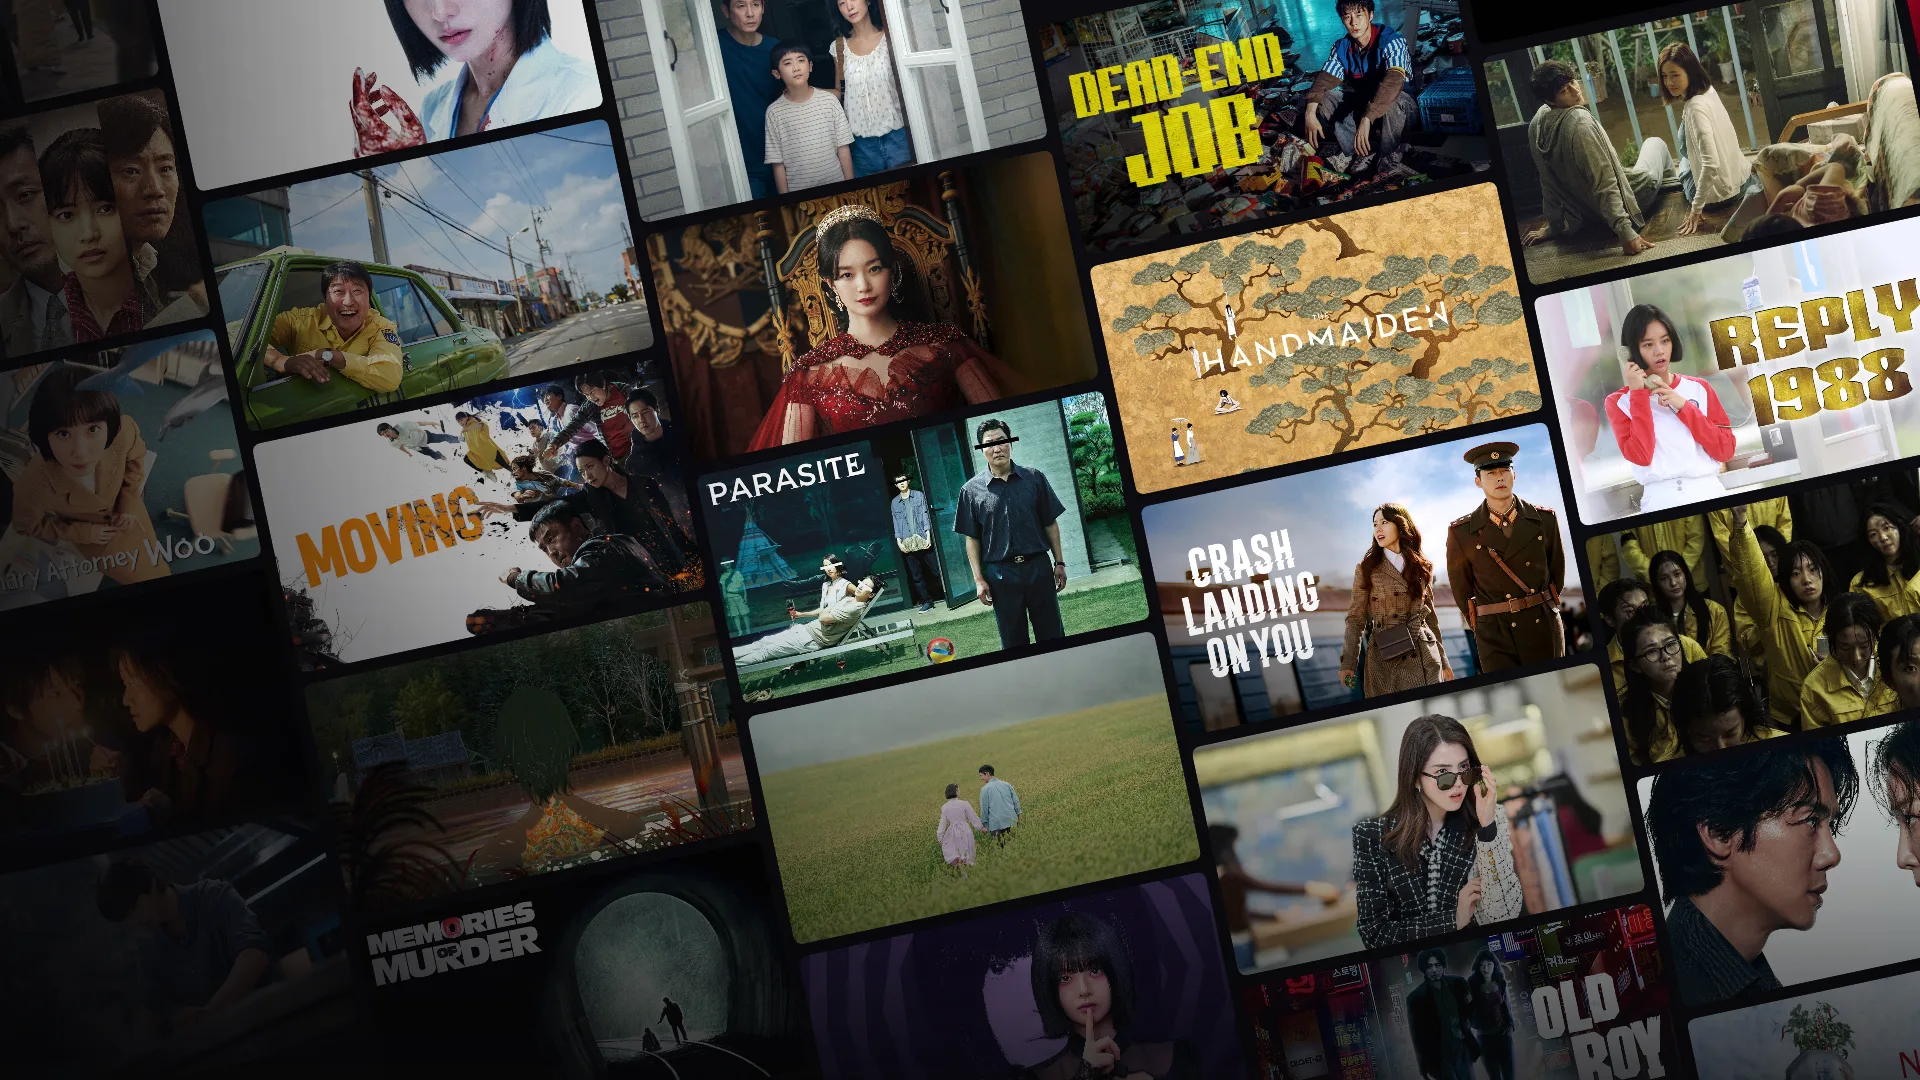 DEAD-END
JOB
THE
HANDMAIDEN
REPLY
1988
MOVING
PARASITE
CRASH
LANDING
ON YOU
Attorney Woo
MEMORIES
OF
MURDER
OLD
BOY